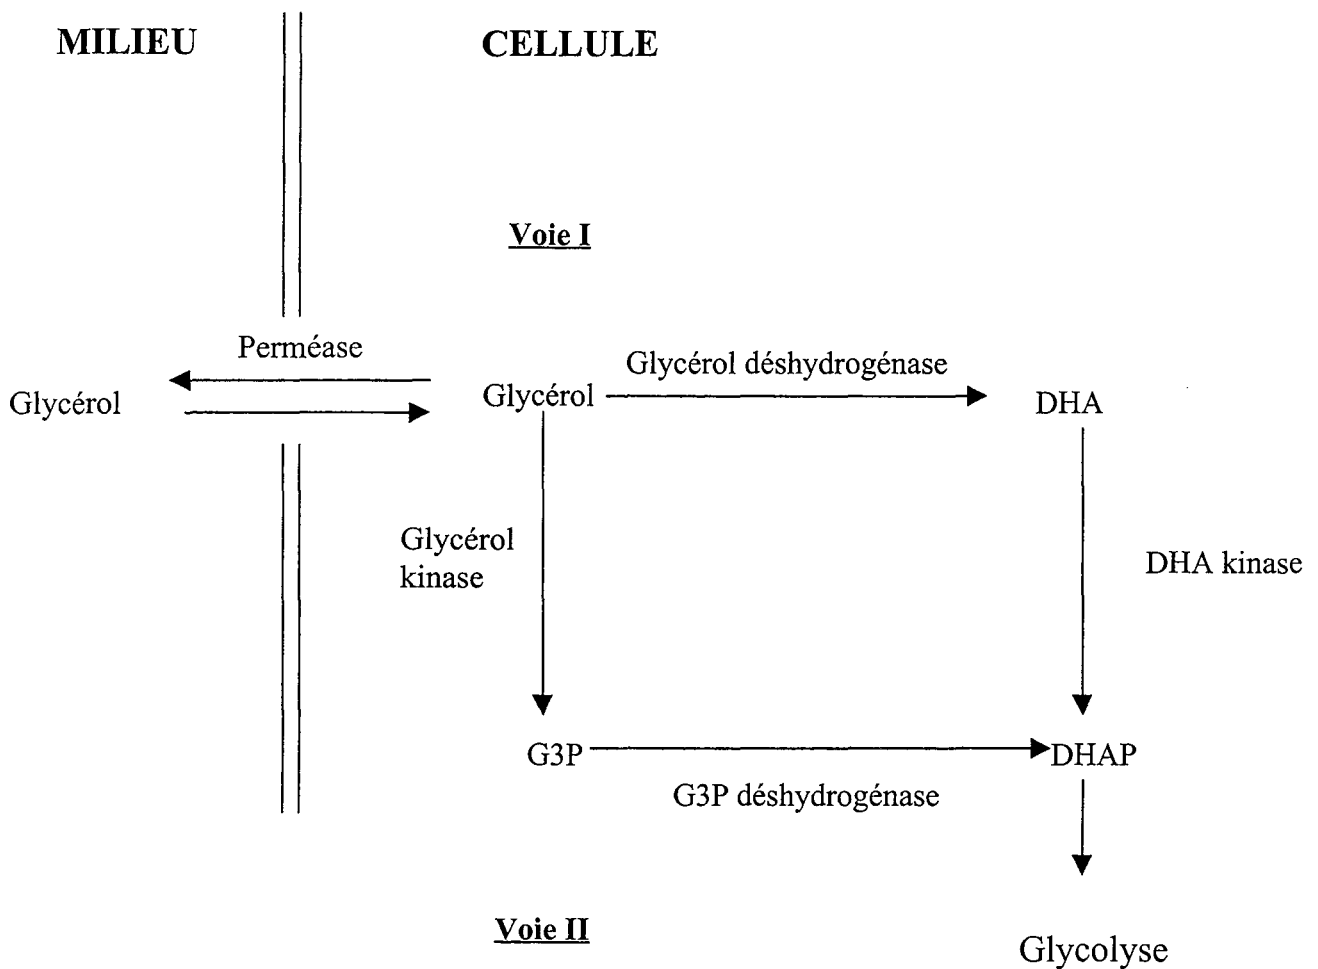 MILIEU
CELLULE
Voie I
Perméase
Glycérol déshydrogénase
Glycérol
Glycérol
DHA
Glycérol
kinase
DHA kinase
G3P
DHAP
G3P déshydrogénase
Voie II
Glycolyse